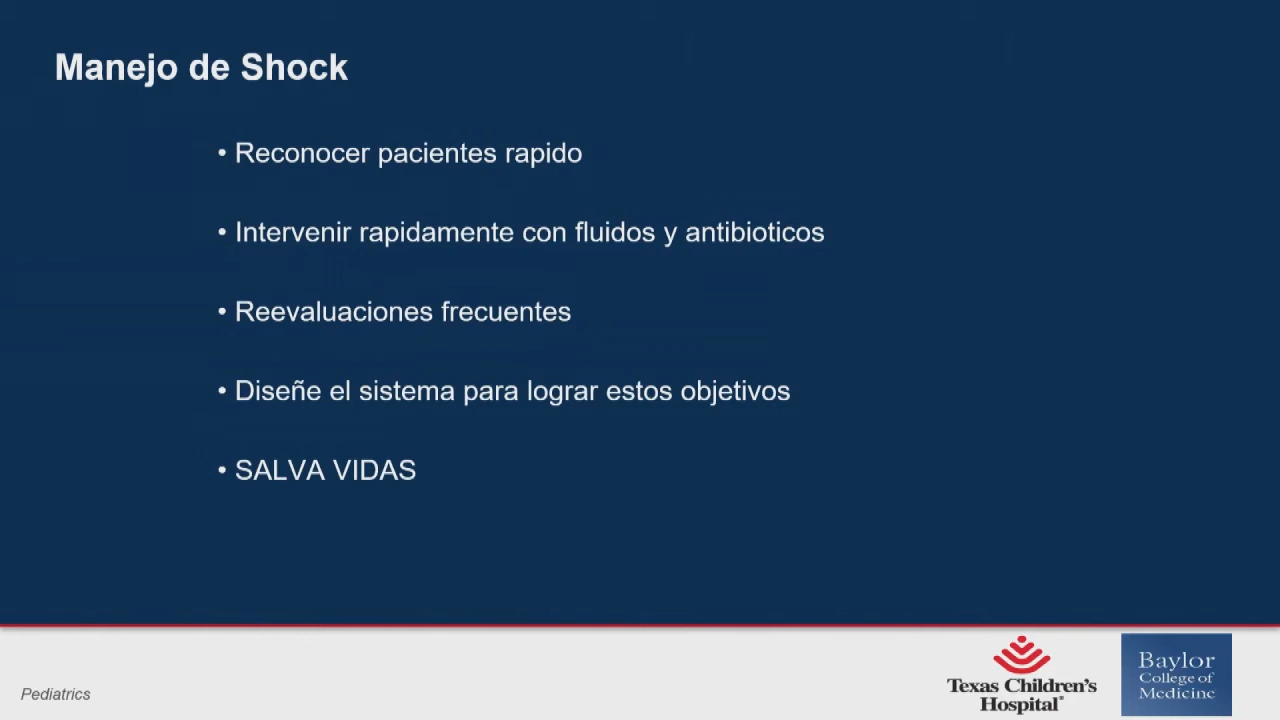 Manejo de Shock
• Reconocer pacientes rapido
• Intervenir rapidamente con fluidos y antibioticos
• Reevaluaciones frecuentes
• Diseñe el sistema para lograr estos objetivos
• SALVA VIDAS
Pediatrics
Texas Children's
Hospital®
Baylor
College of
Medicine